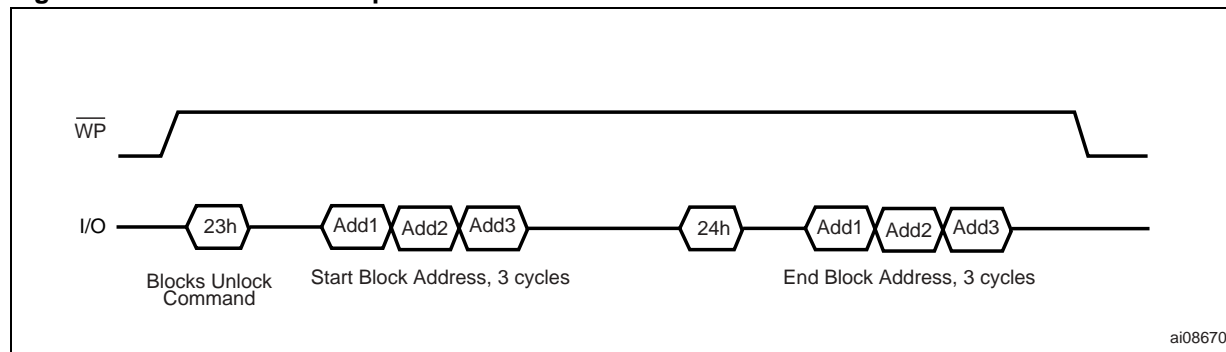 WP
I/O
23h
Add1
Add2
Add3
24h
Add1
Add2
Add3
Blocks Unlock
Command
Start Block Address, 3 cycles
End Block Address, 3 cycles
ai08670